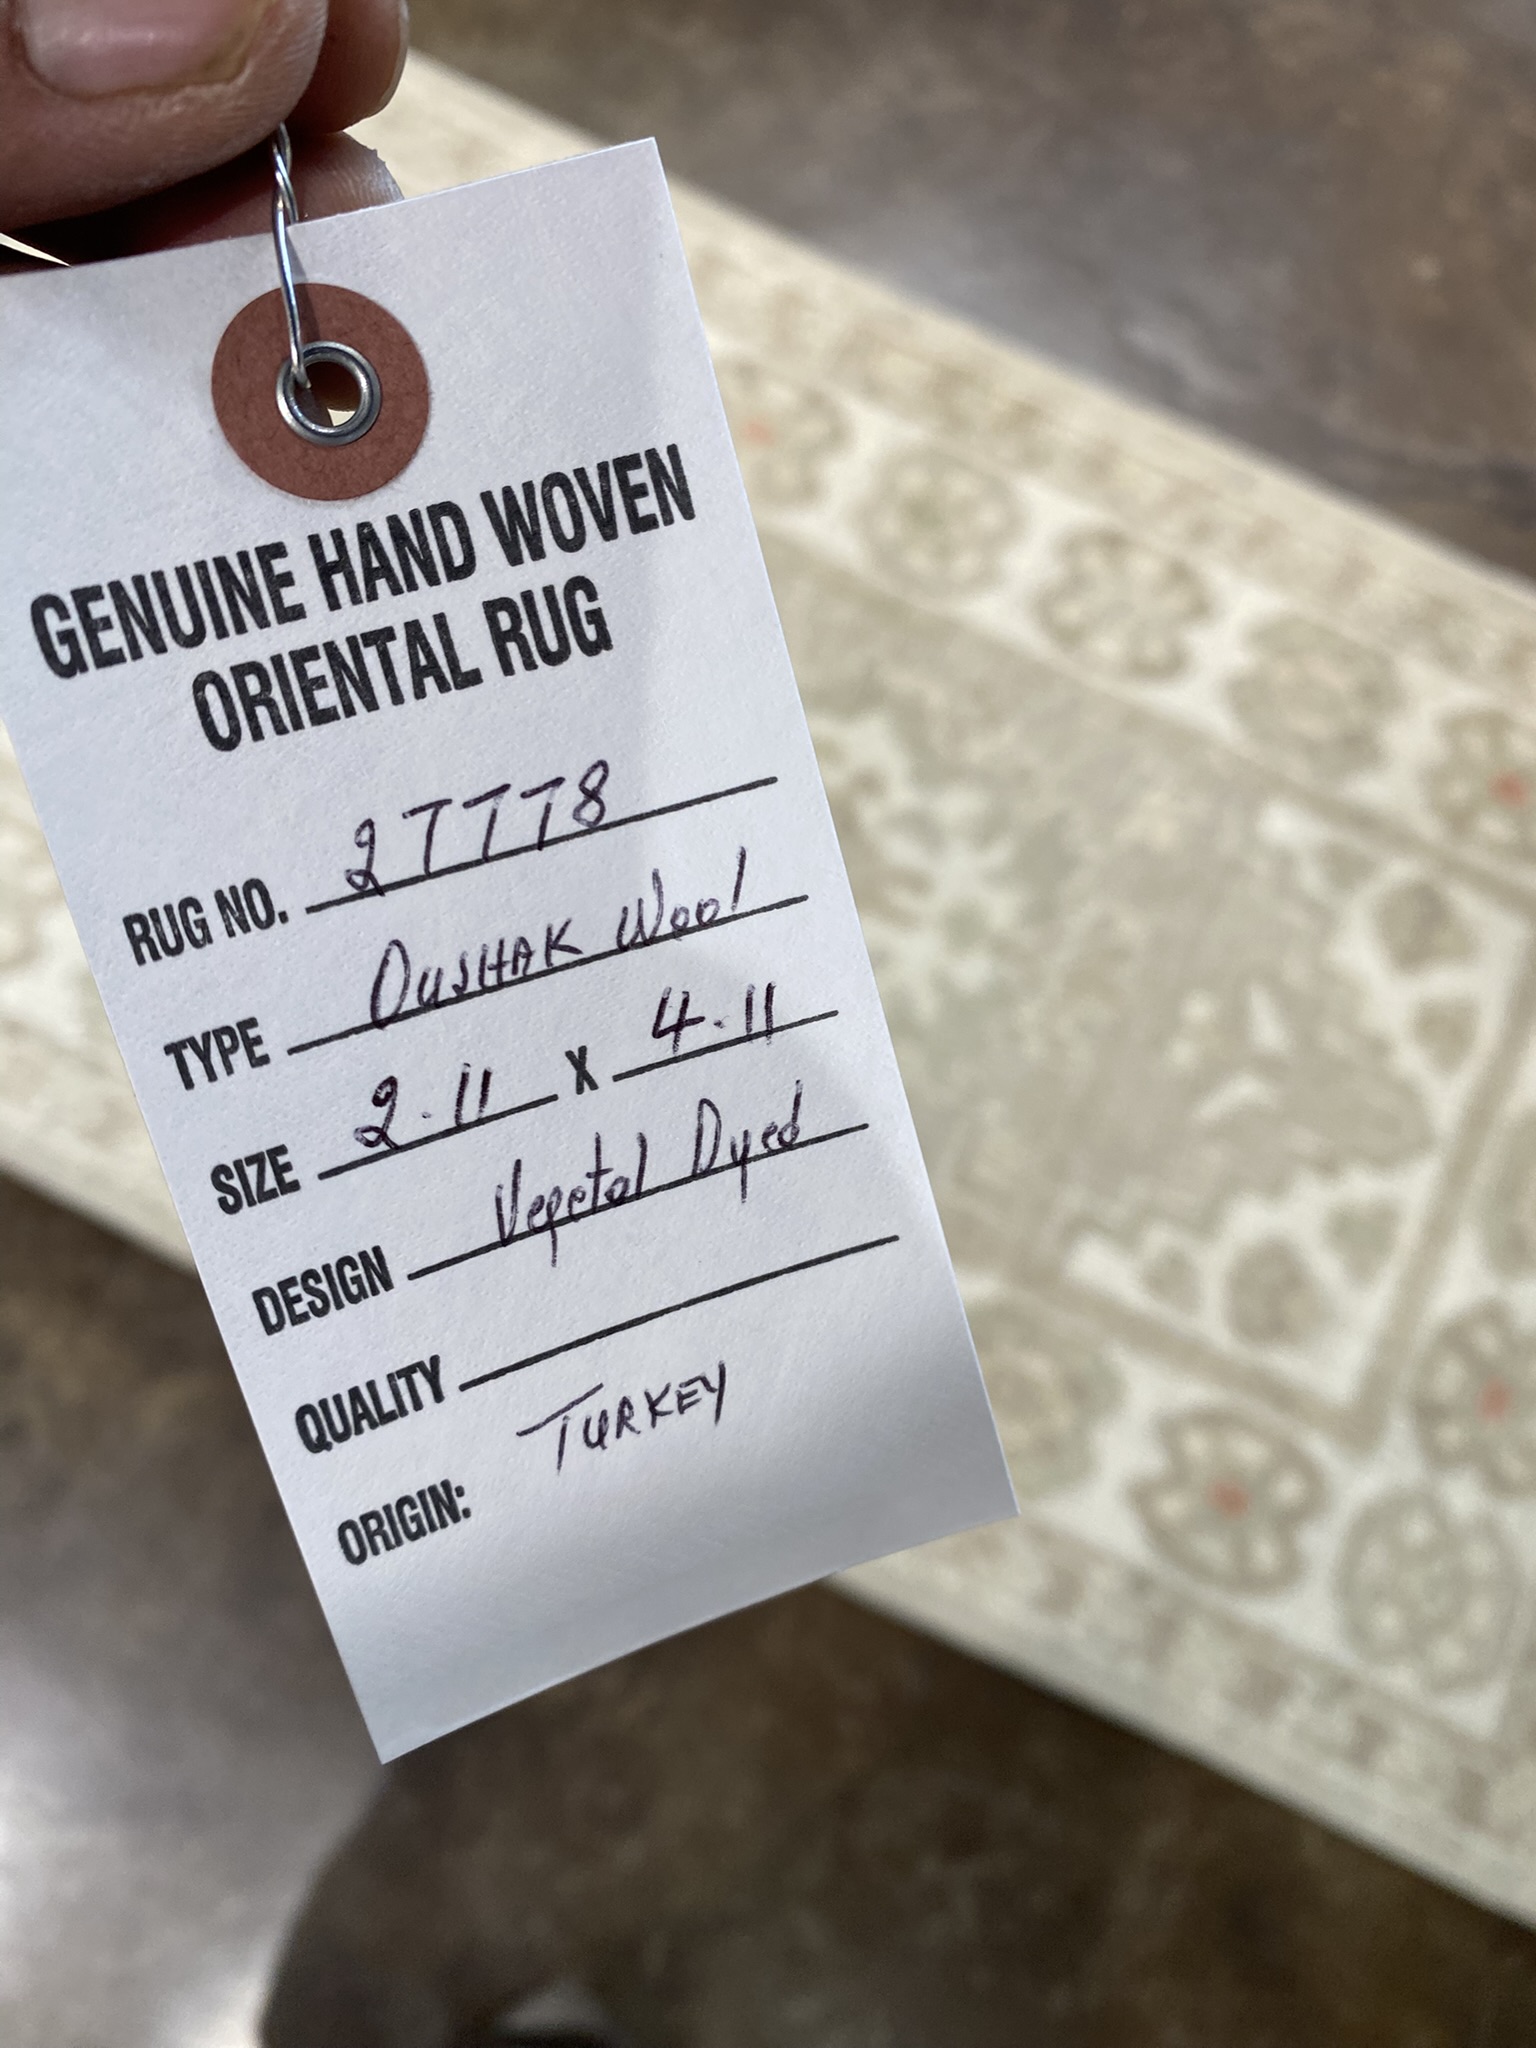 GENUINE HAND WOVEN
ORIENTAL RUG
RUG NO. 27778
TYPE OUSHAK Wool
SIZE 2.11 X 4.11
DESIGN Vegetal Dyed
QUALITY
ORIGIN: TURKEY